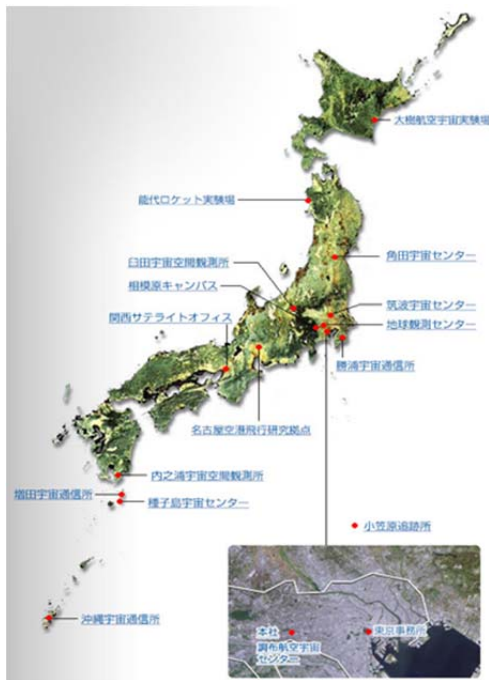 大樹航空宇宙実験場
能代ロケット実験場
角田宇宙センター
臼田宇宙空間観測所
相模原キャンパス
筑波宇宙センター
関西サテライトオフィス
地球観測センター
勝浦宇宙通信所
名古屋空港飛行研究拠点
内之浦宇宙空間観測所
増田宇宙通信所
種子島宇宙センター
小笠原追跡所
沖縄宇宙通信所
本社
東京事務所
調布航空宇宙
センター